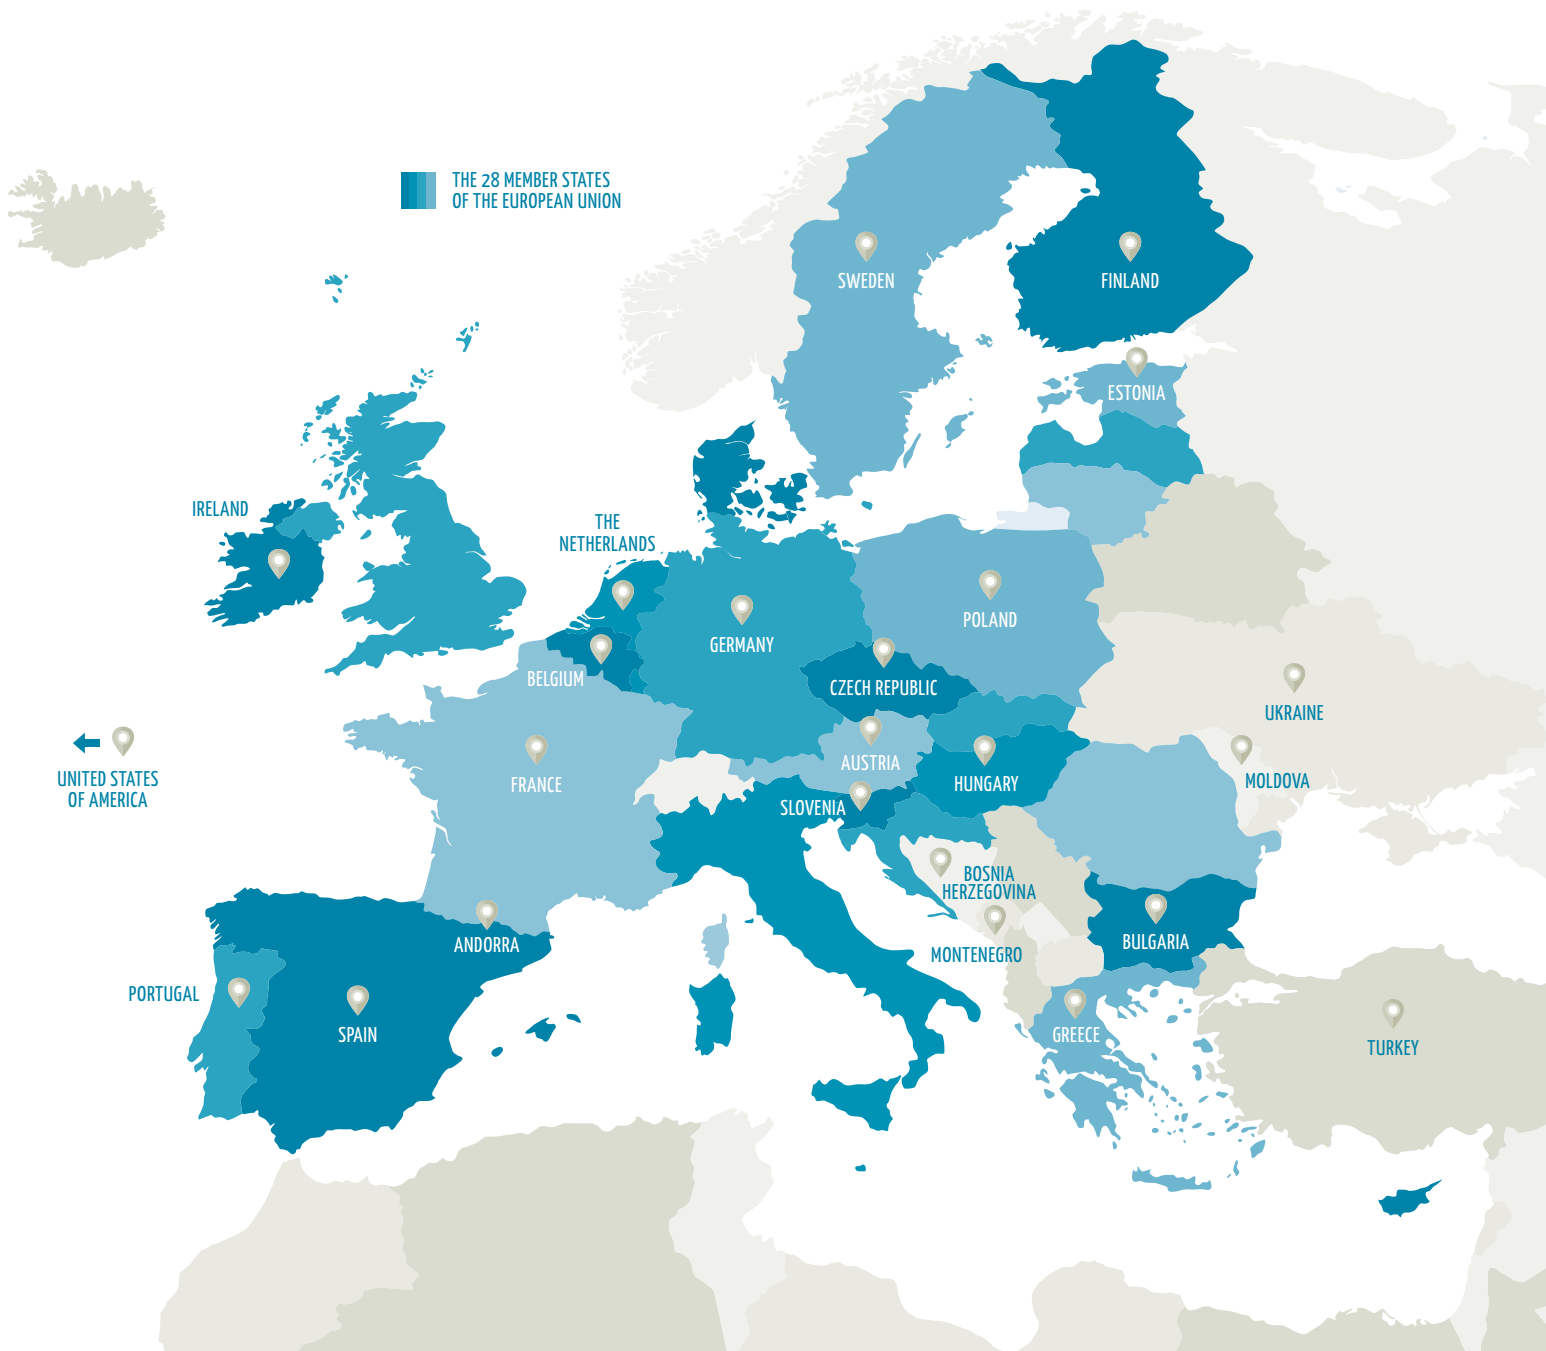 THE 28 MEMBER STATES
OF THE EUROPEAN UNION
SWEDEN
FINLAND
ESTONIA
IRELAND
THE
NETHERLANDS
POLAND
GERMANY
BELGIUM
CZECH REPUBLIC
UKRAINE
UNITED STATES
OF AMERICA
FRANCE
AUSTRIA
HUNGARY
MOLDOVA
SLOVENIA
BOSNIA
HERZEGOVINA
ANDORRA
MONTENEGRO
BULGARIA
PORTUGAL
SPAIN
GREECE
TURKEY